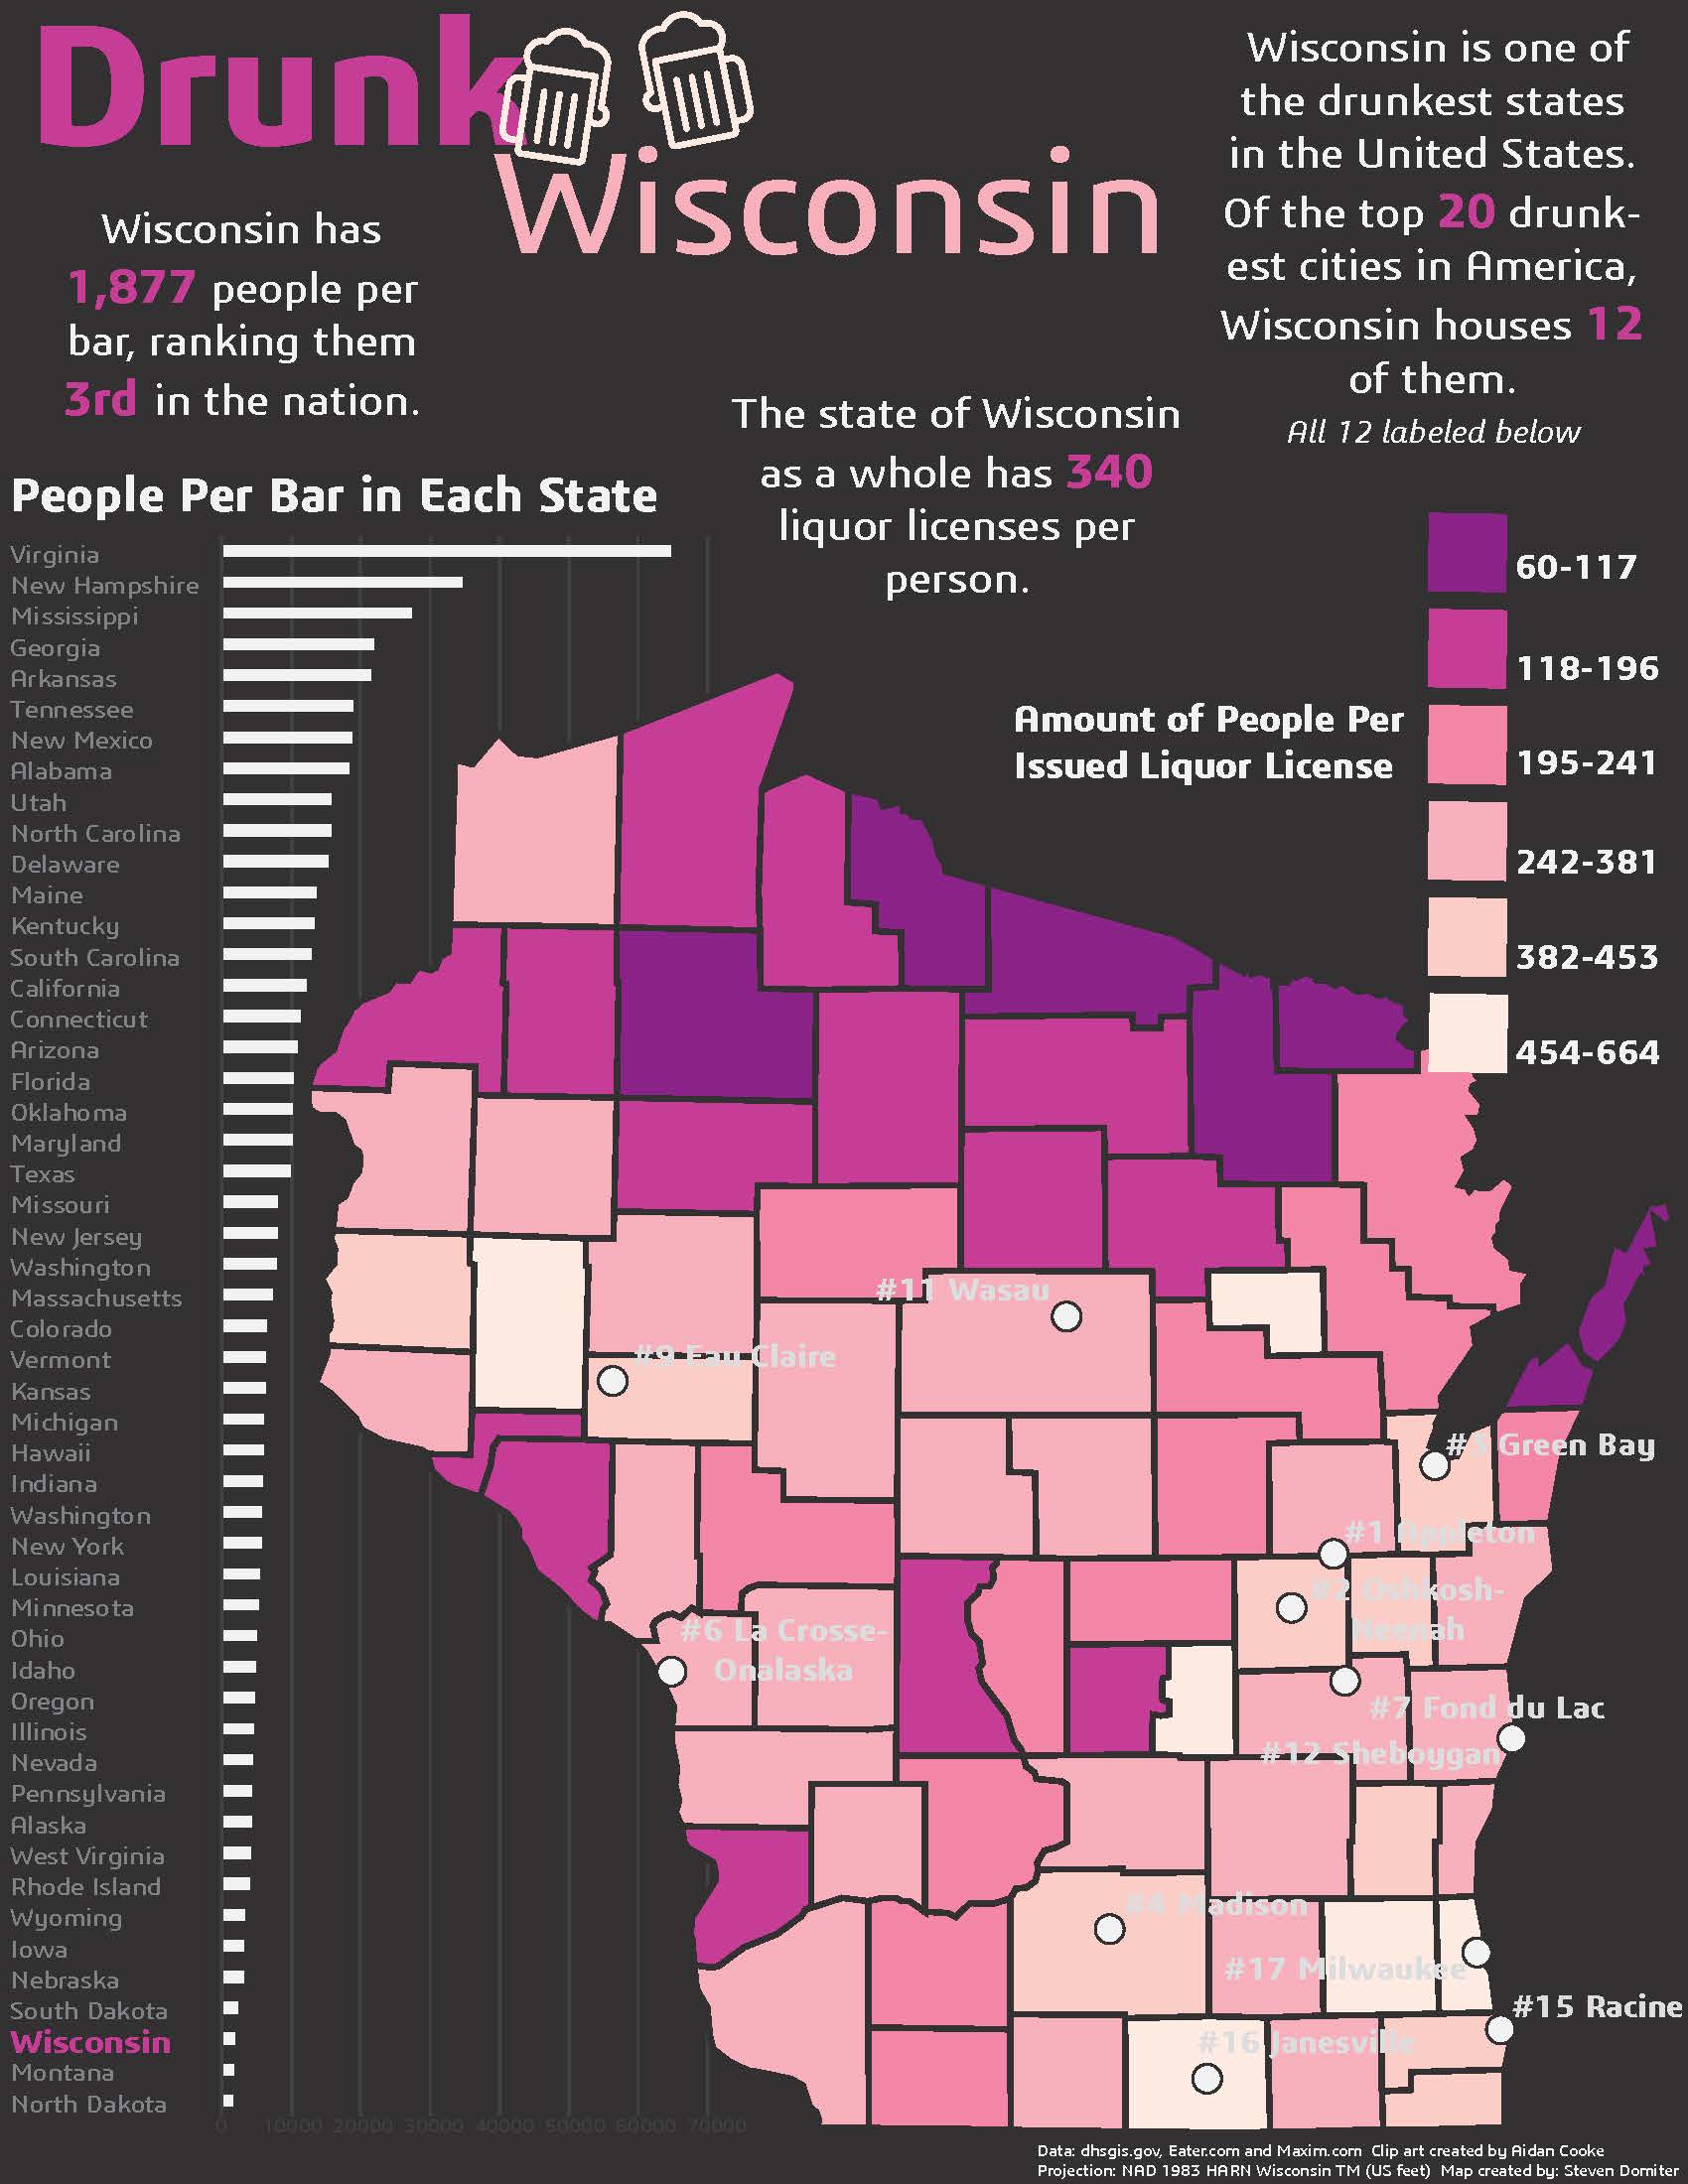 Drunk
Wisconsin
Wisconsin has
1,877 people per
bar, ranking them
3rd in the nation.
Wisconsin is one of
the drunkest states
in the United States.
Of the top 20 drunk-
est cities in America,
Wisconsin houses 12
of them.
All 12 labeled below
The state of Wisconsin
as a whole has 340
liquor licenses per
person.
People Per Bar in Each State
Virginia
New Hampshire
Mississippi
Georgia
Arkansas
Tennessee
New Mexico
Alabama
Utah
North Carolina
Delaware
Maine
Kentucky
South Carolina
California
Connecticut
Arizona
Florida
Oklahoma
Maryland
Texas
Missouri
New Jersey
Washington
Massachusetts
Colorado
Vermont
Kansas
Michigan
Hawaii
Indiana
Washington
New York
Louisiana
Minnesota
Ohio
Idaho
Oregon
Illinois
Nevada
Pennsylvania
Alaska
West Virginia
Rhode Island
Wyoming
Iowa
Nebraska
South Dakota
Wisconsin
Montana
North Dakota
0 10000 20000 30000 40000 50000 60000 70000
Amount of People Per
Issued Liquor License
60-117
118-196
195-241
242-381
382-453
454-664
#11 Wasau
#9 Eau Claire
#3 Green Bay
#1 Appleton
#2 Oshkosh-
Neenah
#6 La Crosse-
Onalaska
#7 Fond du Lac
#12 Sheboygan
#4 Madison
#17 Milwaukee
#15 Racine
#16 Janesville
Data: dhsgis.gov, Eater.com and Maxim.com Clip art created by Aidan Cooke
Projection: NAD 1983 HARN Wisconsin TM (US feet) Map created by: Steven Domiter